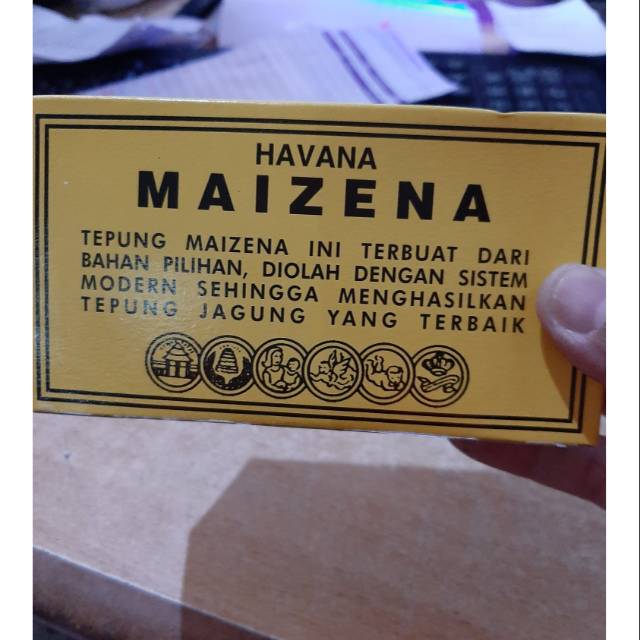 HAVANA
MAIZENA
TEPUNG MAIZENA INI TERBUAT DARI
BAHAN PILIHAN, DIOLAH DENGAN SISTEM
MODERN SEHINGGA MENGHASILKAN
TEPUNG JAGUNG YANG TERBAIK